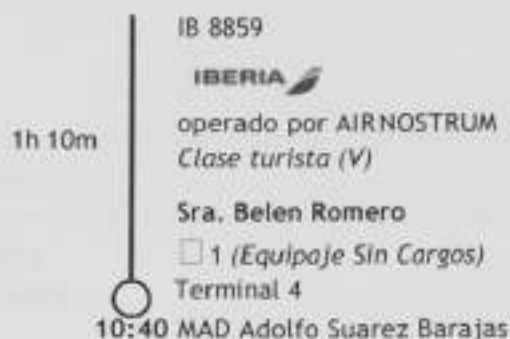 IB 8859
IBERIA
1h 10m
operado por AIRNOSTRUM
Clase turista (V)
Sra. Belen Romero
1 (Equipaje Sin Cargos)
Terminal 4
10:40 MAD Adolfo Suarez Barajas